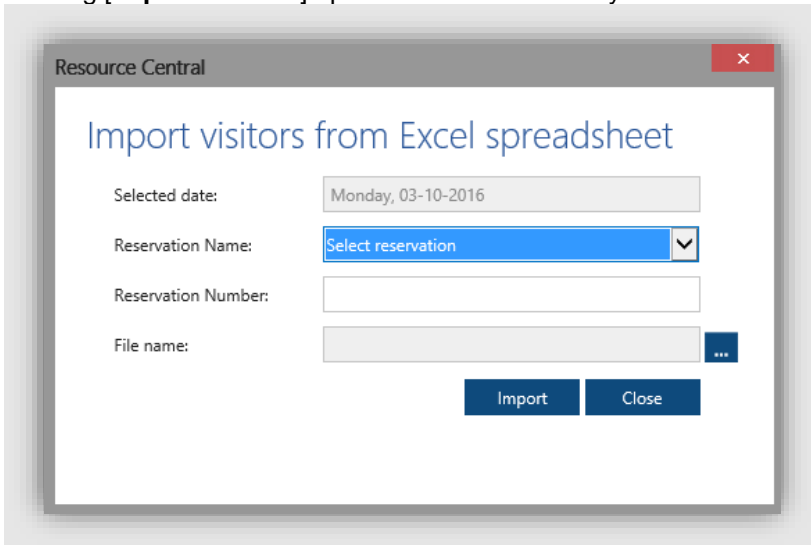 Resource Central
Import visitors from Excel spreadsheet
Selected date: Monday, 03-10-2016
Reservation Name: Select reservation
Reservation Number:
File name: ...
Import Close